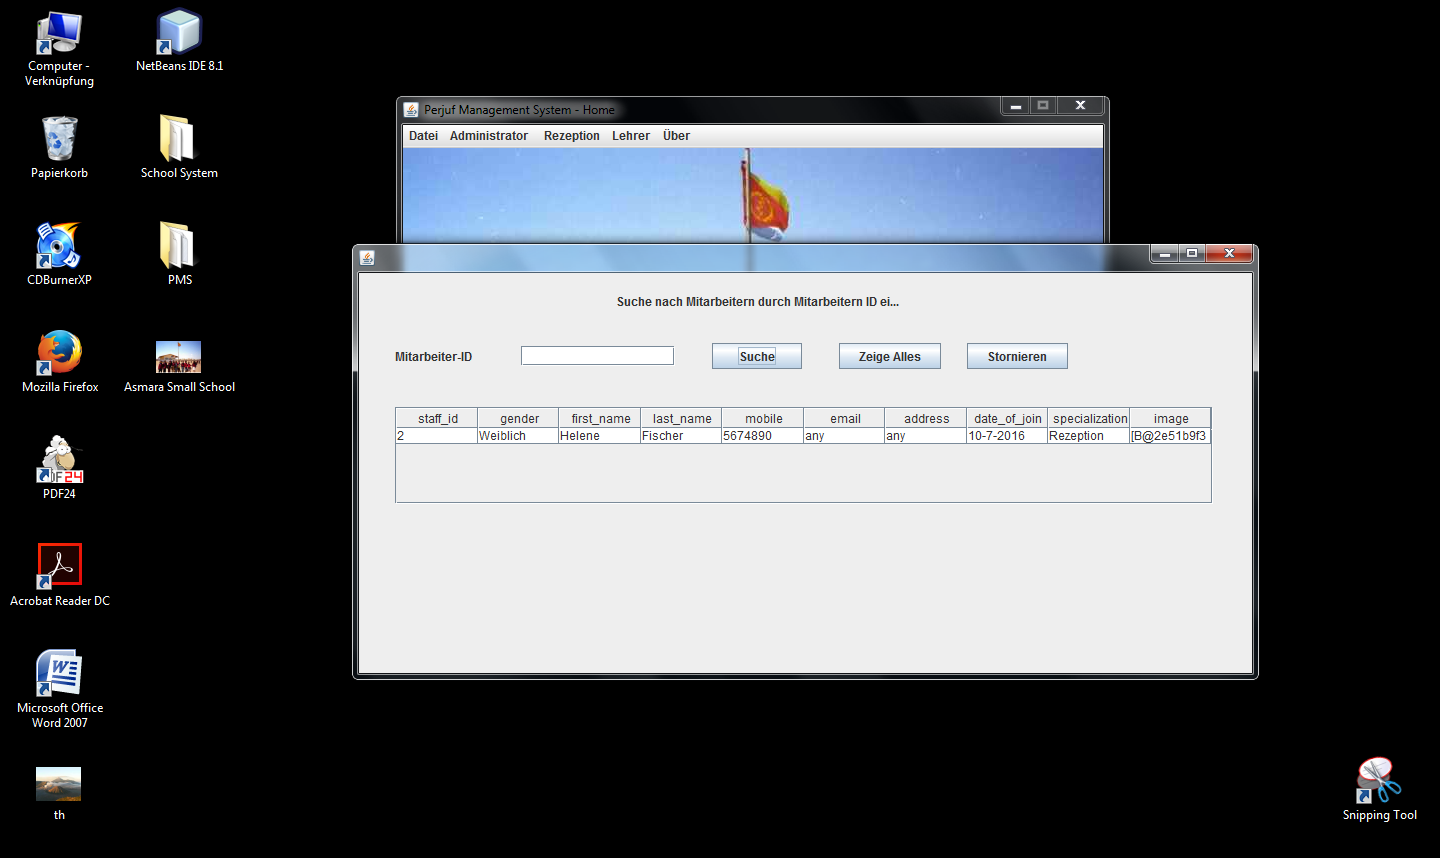 Computer -
Verknüpfung
NetBeans IDE 8.1
Papierkorb
School System
CDBurnerXP
PMS
Mozilla Firefox
Asmara Small School
PDF24
Acrobat Reader DC
Microsoft Office
Word 2007
th
Perjuf Management System - Home
Datei Administrator Rezeption Lehrer Über
Suche nach Mitarbeitern durch Mitarbeitern ID ei...
Mitarbeiter-ID Suche Zeige Alles Stornieren
staff_id gender first_name last_name mobile email address date_of_join specialization image
2 Weiblich Helene Fischer 5674890 any any 10-7-2016 Rezeption [B@2e51b9f3
Snipping Tool